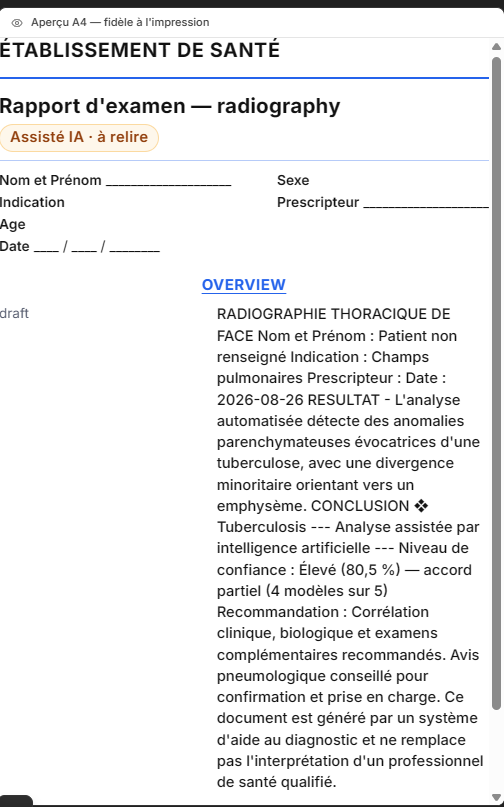 Aperçu A4 — fidèle à l'impression
ÉTABLISSEMENT DE SANTÉ
Rapport d'examen — radiography
Assisté IA · à relire
Nom et Prénom ____________________
Sexe
Indication
Prescripteur ____________________
Age
Date ____ / ____ / ________
OVERVIEW
draft
RADIOGRAPHIE THORACIQUE DE
FACE Nom et Prénom : Patient non
renseigné Indication : Champs
pulmonaires Prescripteur : Date :
2026-08-26 RESULTAT - L'analyse
automatisée détecte des anomalies
parenchymateuses évocatrices d'une
tuberculose, avec une divergence
minoritaire orientant vers un
emphysème. CONCLUSION ❖
Tuberculosis --- Analyse assistée par
intelligence artificielle --- Niveau de
confiance : Élevé (80,5 %) — accord
partiel (4 modèles sur 5)
Recommandation : Corrélation
clinique, biologique et examens
complémentaires recommandés. Avis
pneumologique conseillé pour
confirmation et prise en charge. Ce
document est généré par un système
d'aide au diagnostic et ne remplace
pas l'interprétation d'un professionnel
de santé qualifié.